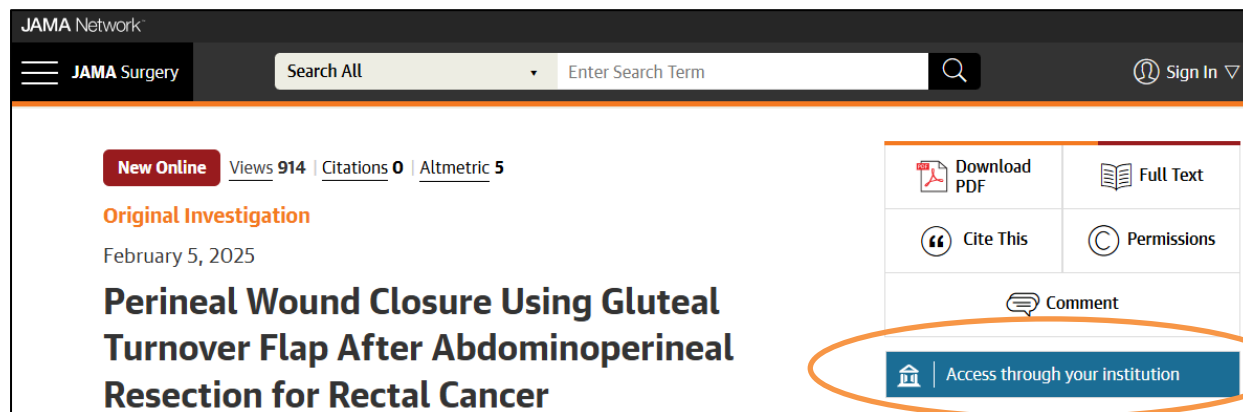 JAMA Network
JAMA Surgery
Search All
Enter Search Term
Sign In
New Online Views 914 | Citations 0 | Altmetric 5
Original Investigation
February 5, 2025
Perineal Wound Closure Using Gluteal
Turnover Flap After Abdominoperineal
Resection for Rectal Cancer
PDF
Download
PDF
Full Text
Cite This
Permissions
Comment
Access through your institution